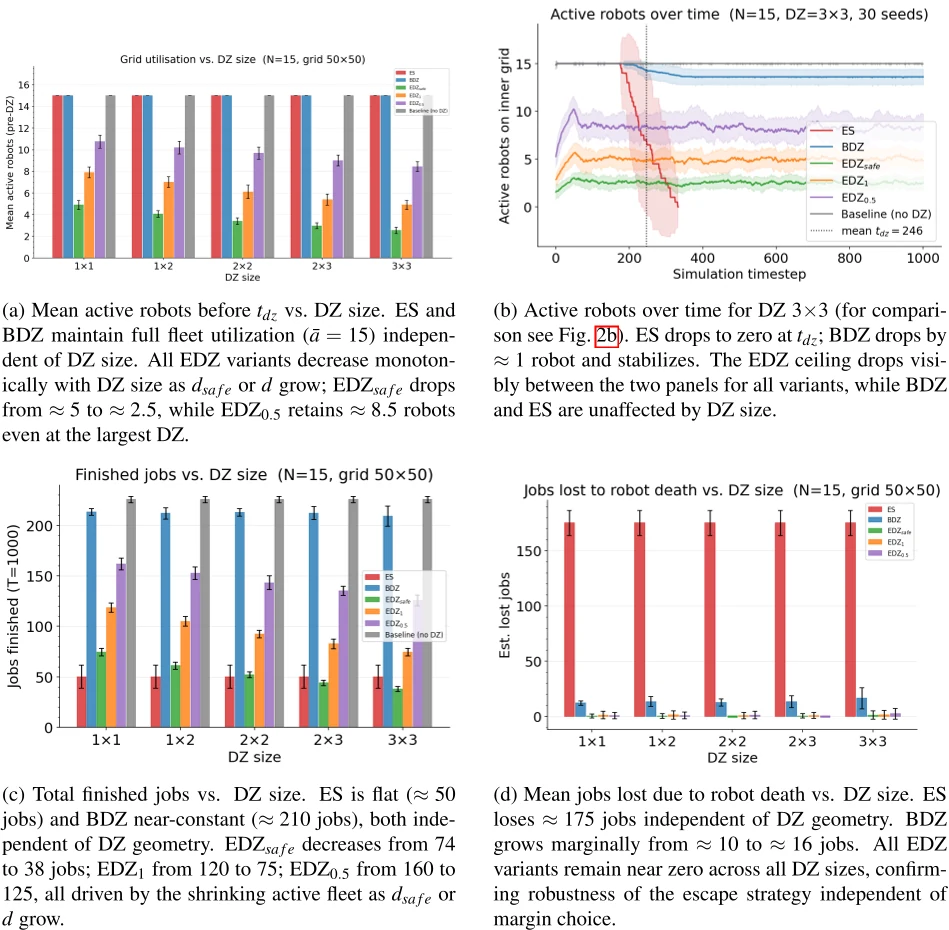 Grid utilisation vs. DZ size (N=15, grid 50×50)
Mean active robots (pre-DZ)
16
14
12
10
8
6
4
2
0
1×1
1×2
2×2
2×3
3×3
DZ size
ES
BDZ
EDZsafe
EDZ1
EDZ0.5
Baseline (no DZ)
(a) Mean active robots before tdz vs. DZ size. ES and
BDZ maintain full fleet utilization (ā = 15) indepen-
dent of DZ size. All EDZ variants decrease monoton-
ically with DZ size as dsafe or d grow; EDZsafe drops
from ≈ 5 to ≈ 2.5, while EDZ0.5 retains ≈ 8.5 robots
even at the largest DZ.
Active robots over time (N=15, DZ=3×3, 30 seeds)
Active robots on inner grid
15
10
5
0
0
200
400
600
800
1000
Simulation timestep
ES
BDZ
EDZsafe
EDZ1
EDZ0.5
Baseline (no DZ)
mean tdz = 246
(b) Active robots over time for DZ 3×3 (for compari-
son see Fig. 2b). ES drops to zero at tdz; BDZ drops by
≈ 1 robot and stabilizes. The EDZ ceiling drops visi-
bly between the two panels for all variants, while BDZ
and ES are unaffected by DZ size.
Finished jobs vs. DZ size (N=15, grid 50×50)
Jobs finished (T=1000)
200
150
100
50
0
1×1
1×2
2×2
2×3
3×3
DZ size
ES
BDZ
EDZsafe
EDZ1
EDZ0.5
Baseline (no DZ)
(c) Total finished jobs vs. DZ size. ES is flat (≈ 50
jobs) and BDZ near-constant (≈ 210 jobs), both inde-
pendent of DZ geometry. EDZsafe decreases from 74
to 38 jobs; EDZ1 from 120 to 75; EDZ0.5 from 160 to
125, all driven by the shrinking active fleet as dsafe or
d grow.
Jobs lost to robot death vs. DZ size (N=15, grid 50×50)
Est. lost jobs
150
100
50
0
1×1
1×2
2×2
2×3
3×3
DZ size
ES
BDZ
EDZsafe
EDZ1
EDZ0.5
(d) Mean jobs lost due to robot death vs. DZ size. ES
loses ≈ 175 jobs independent of DZ geometry. BDZ
grows marginally from ≈ 10 to ≈ 16 jobs. All EDZ
variants remain near zero across all DZ sizes, confirm-
ing robustness of the escape strategy independent of
margin choice.